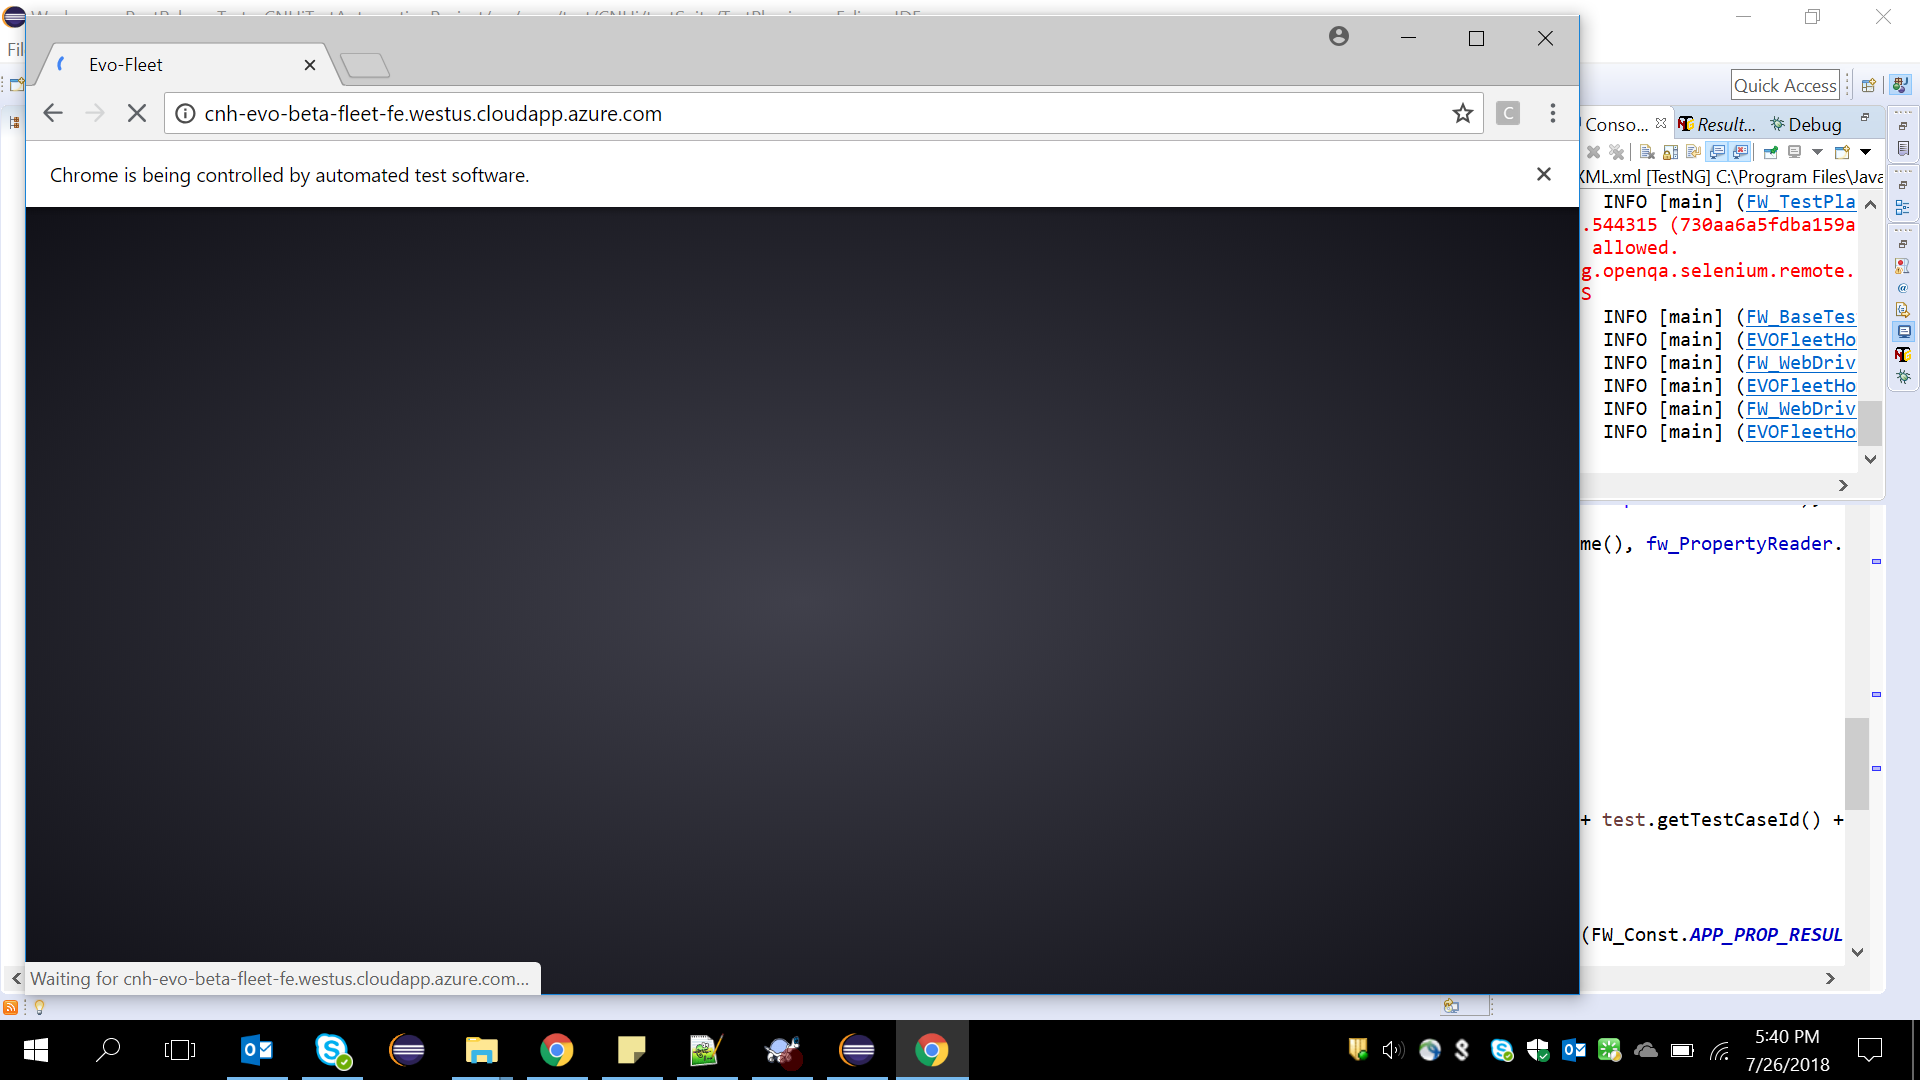 Evo-Fleet
cnh-evo-beta-fleet-fe.westus.cloudapp.azure.com
C
Chrome is being controlled by automated test software.
Waiting for cnh-evo-beta-fleet-fe.westus.cloudapp.azure.com...
Fil
Quick Access
Conso...
Result...
Debug
XML.xml [TestNG] C:\Program Files\Java
INFO [main] (FW_TestPla
.544315 (730aa6a5fdba159a
allowed.
g.openqa.selenium.remote.
S
INFO [main] (FW_BaseTes
INFO [main] (EVOFleetHo
INFO [main] (FW_WebDriv
INFO [main] (EVOFleetHo
INFO [main] (FW_WebDriv
INFO [main] (EVOFleetHo
me(), fw_PropertyReader.
+ test.getTestCaseId() +
(FW_Const.APP_PROP_RESUL
5:40 PM
7/26/2018